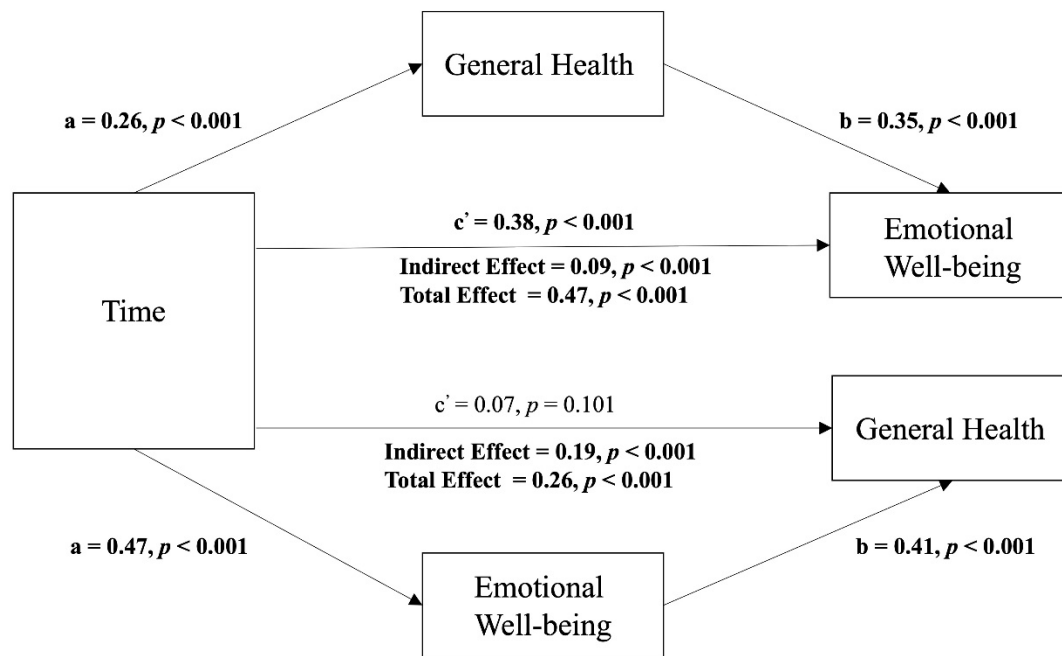 General Health
a = 0.26, p < 0.001
b = 0.35, p < 0.001
c’ = 0.38, p < 0.001
Indirect Effect = 0.09, p < 0.001
Total Effect = 0.47, p < 0.001
Emotional
Well-being
Time
c’ = 0.07, p = 0.101
Indirect Effect = 0.19, p < 0.001
Total Effect = 0.26, p < 0.001
General Health
a = 0.47, p < 0.001
b = 0.41, p < 0.001
Emotional
Well-being